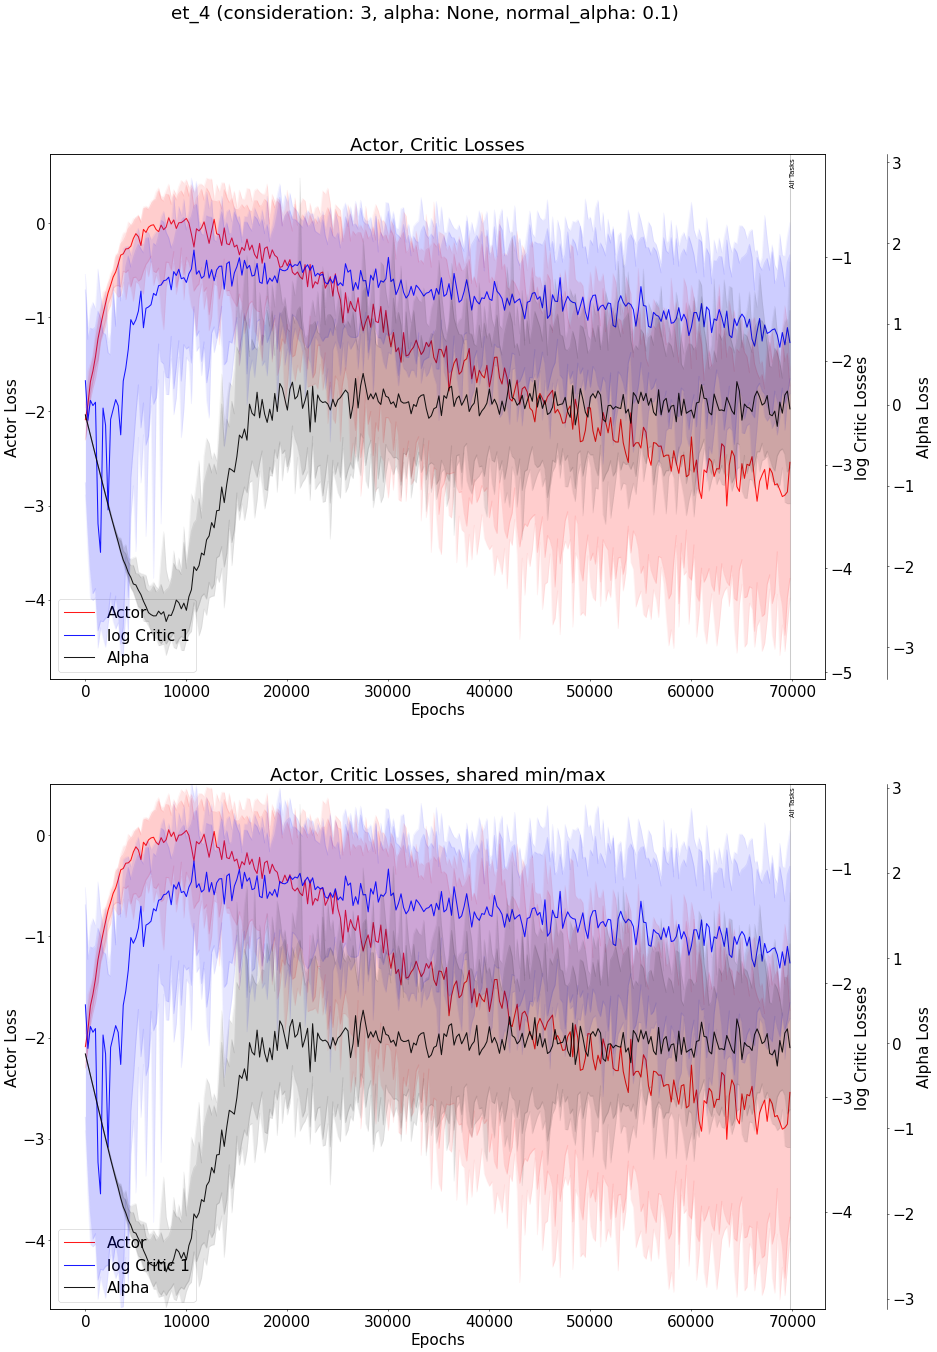 et_4 (consideration: 3, alpha: None, normal_alpha: 0.1)
Actor, Critic Losses
All Tasks
0
−1
−2
−3
−4
Actor Loss
−1
−2
−3
−4
−5
log Critic Losses
3
2
1
0
−1
−2
−3
Alpha Loss
Actor
log Critic 1
Alpha
0 10000 20000 30000 40000 50000 60000 70000
Epochs
Actor, Critic Losses, shared min/max
All Tasks
0
−1
−2
−3
−4
Actor Loss
−1
−2
−3
−4
log Critic Losses
3
2
1
0
−1
−2
−3
Alpha Loss
Actor
log Critic 1
Alpha
0 10000 20000 30000 40000 50000 60000 70000
Epochs